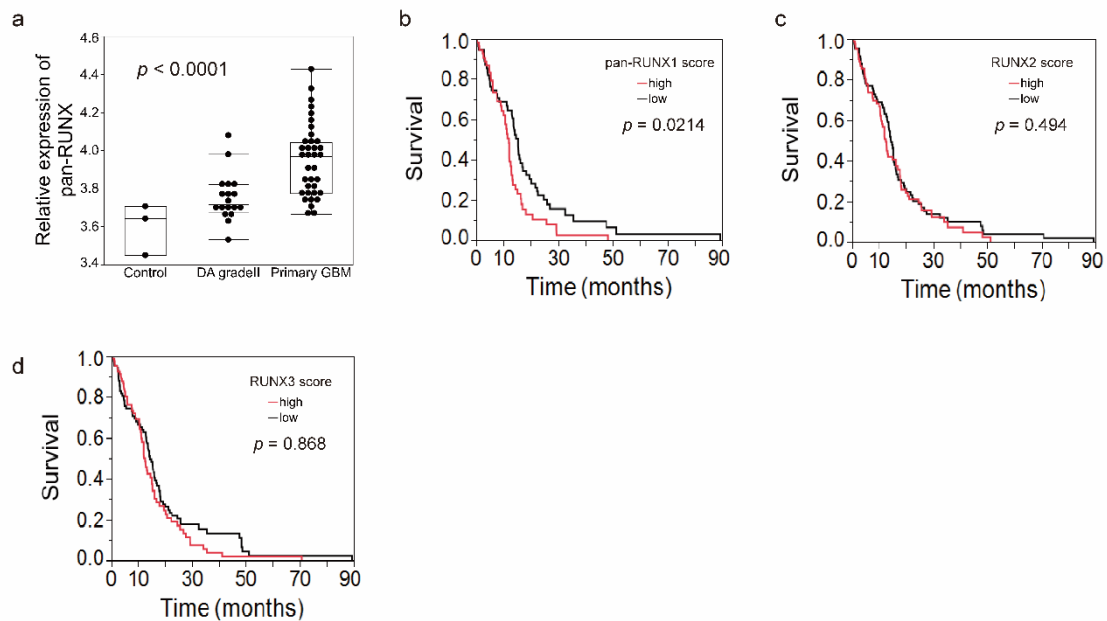 a
Relative expression of
pan-RUNX
4.6
4.4
4.2
4.0
3.8
3.6
3.4
p < 0.0001
Control
DA gradeII
Primary GBM
b
Survival
1.0
0.8
0.6
0.4
0.2
0.0
pan-RUNX1 score
high
low
p = 0.0214
0 10 30 50 70 90
Time (months)
c
Survival
1.0
0.8
0.6
0.4
0.2
0.0
RUNX2 score
high
low
p = 0.494
0 10 30 50 70 90
Time (months)
d
Survival
1.0
0.8
0.6
0.4
0.2
0.0
RUNX3 score
high
low
p = 0.868
0 10 30 50 70 90
Time (months)